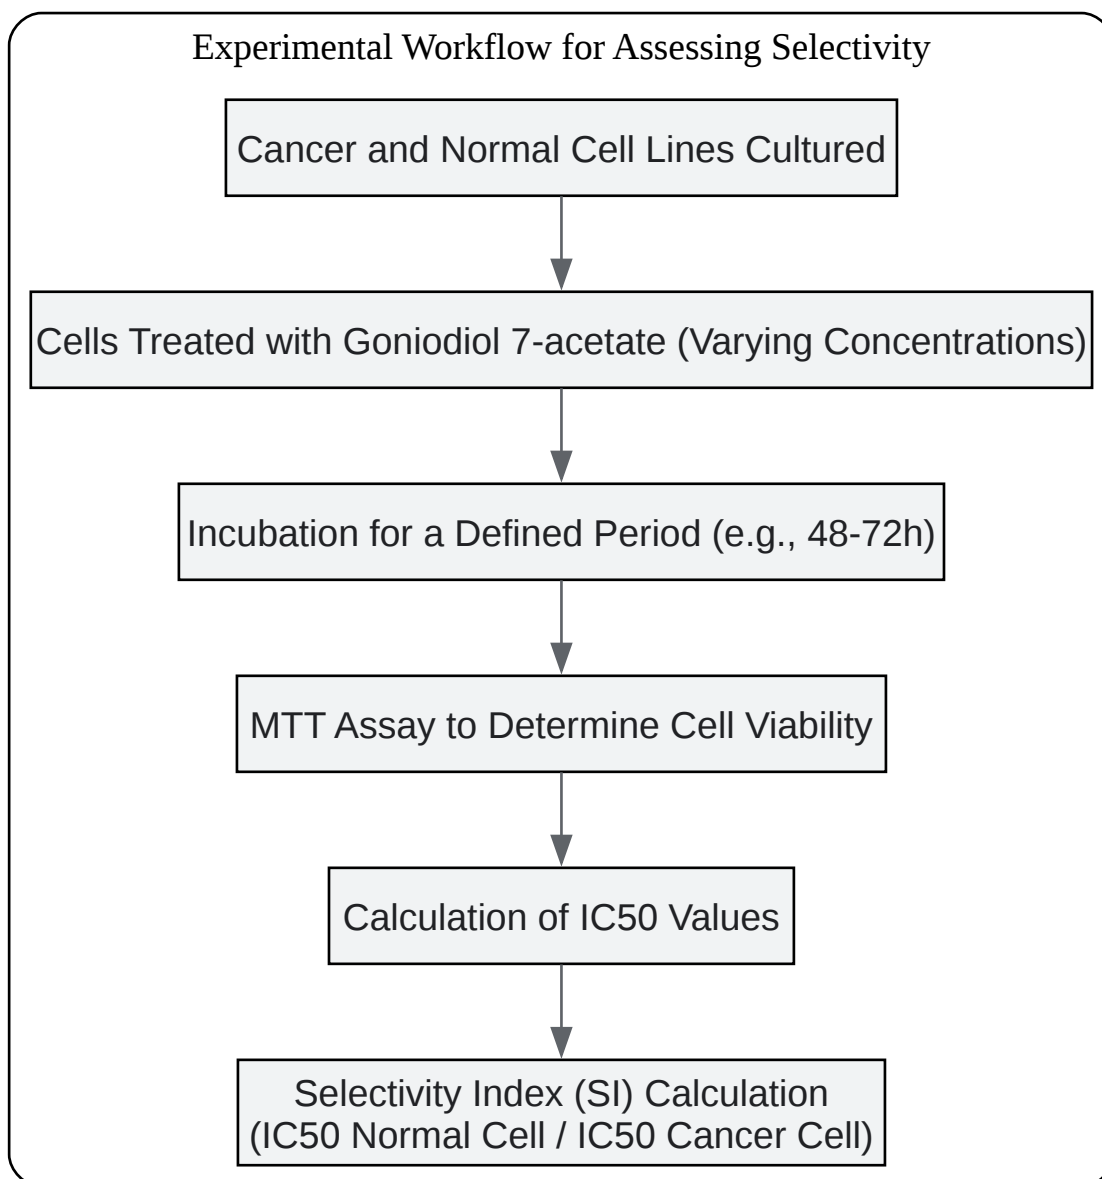 Experimental Workflow for Assessing Selectivity
Cancer and Normal Cell Lines Cultured
Cells Treated with Goniodiol 7-acetate (Varying Concentrations)
Incubation for a Defined Period (e.g., 48-72h)
MTT Assay to Determine Cell Viability
Calculation of IC50 Values
Selectivity Index (SI) Calculation
(IC50 Normal Cell / IC50 Cancer Cell)